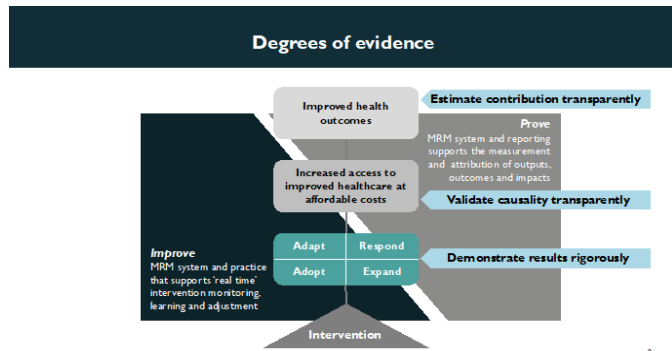 Degrees of evidence
Improved health
outcomes
Estimate contribution transparently
Prove
MRM system and reporting
supports the measurement
and attribution of outputs,
outcomes and impacts
Increased access to
improved healthcare at
affordable costs
Validate causality transparently
Improve
MRM system and practice
that supports 'real time'
intervention monitoring,
learning and adjustment
Adapt
Respond
Adopt
Expand
Demonstrate results rigorously
Intervention